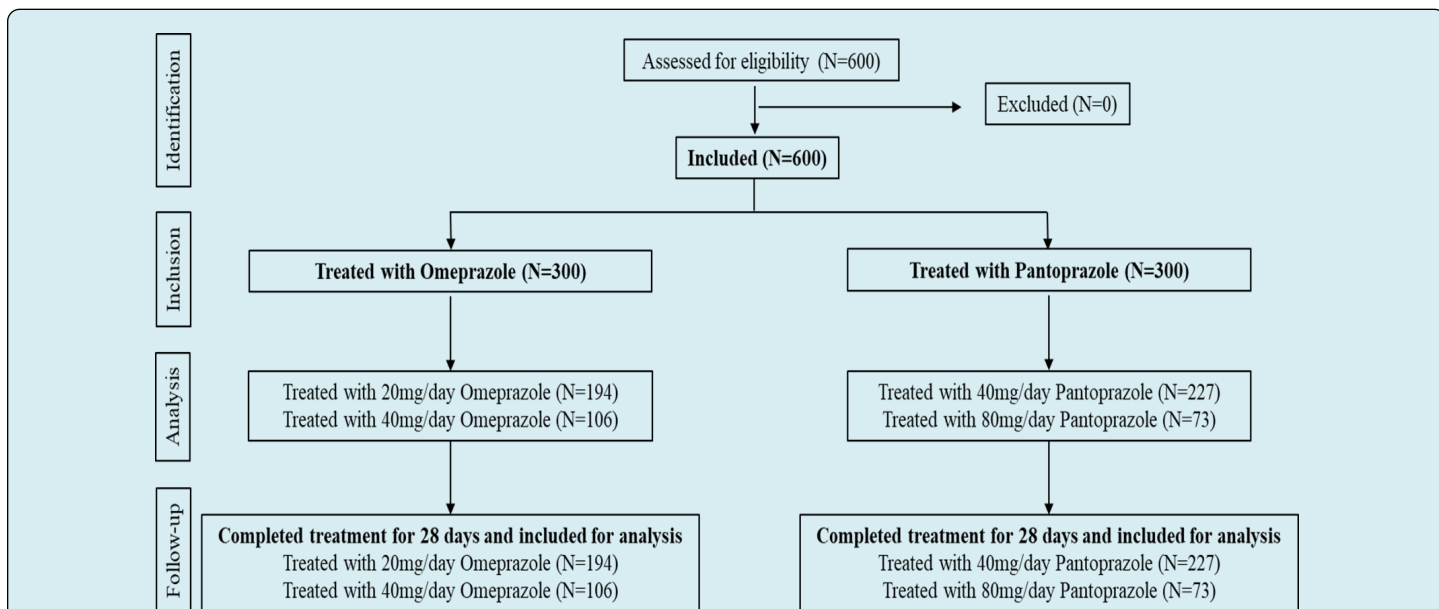 Identification
Assessed for eligibility (N=600)
Excluded (N=0)
Included (N=600)
Inclusion
Treated with Omeprazole (N=300)
Treated with Pantoprazole (N=300)
Analysis
Treated with 20mg/day Omeprazole (N=194)
Treated with 40mg/day Omeprazole (N=106)
Treated with 40mg/day Pantoprazole (N=227)
Treated with 80mg/day Pantoprazole (N=73)
Follow-up
Completed treatment for 28 days and included for analysis
Treated with 20mg/day Omeprazole (N=194)
Treated with 40mg/day Omeprazole (N=106)
Completed treatment for 28 days and included for analysis
Treated with 40mg/day Pantoprazole (N=227)
Treated with 80mg/day Pantoprazole (N=73)